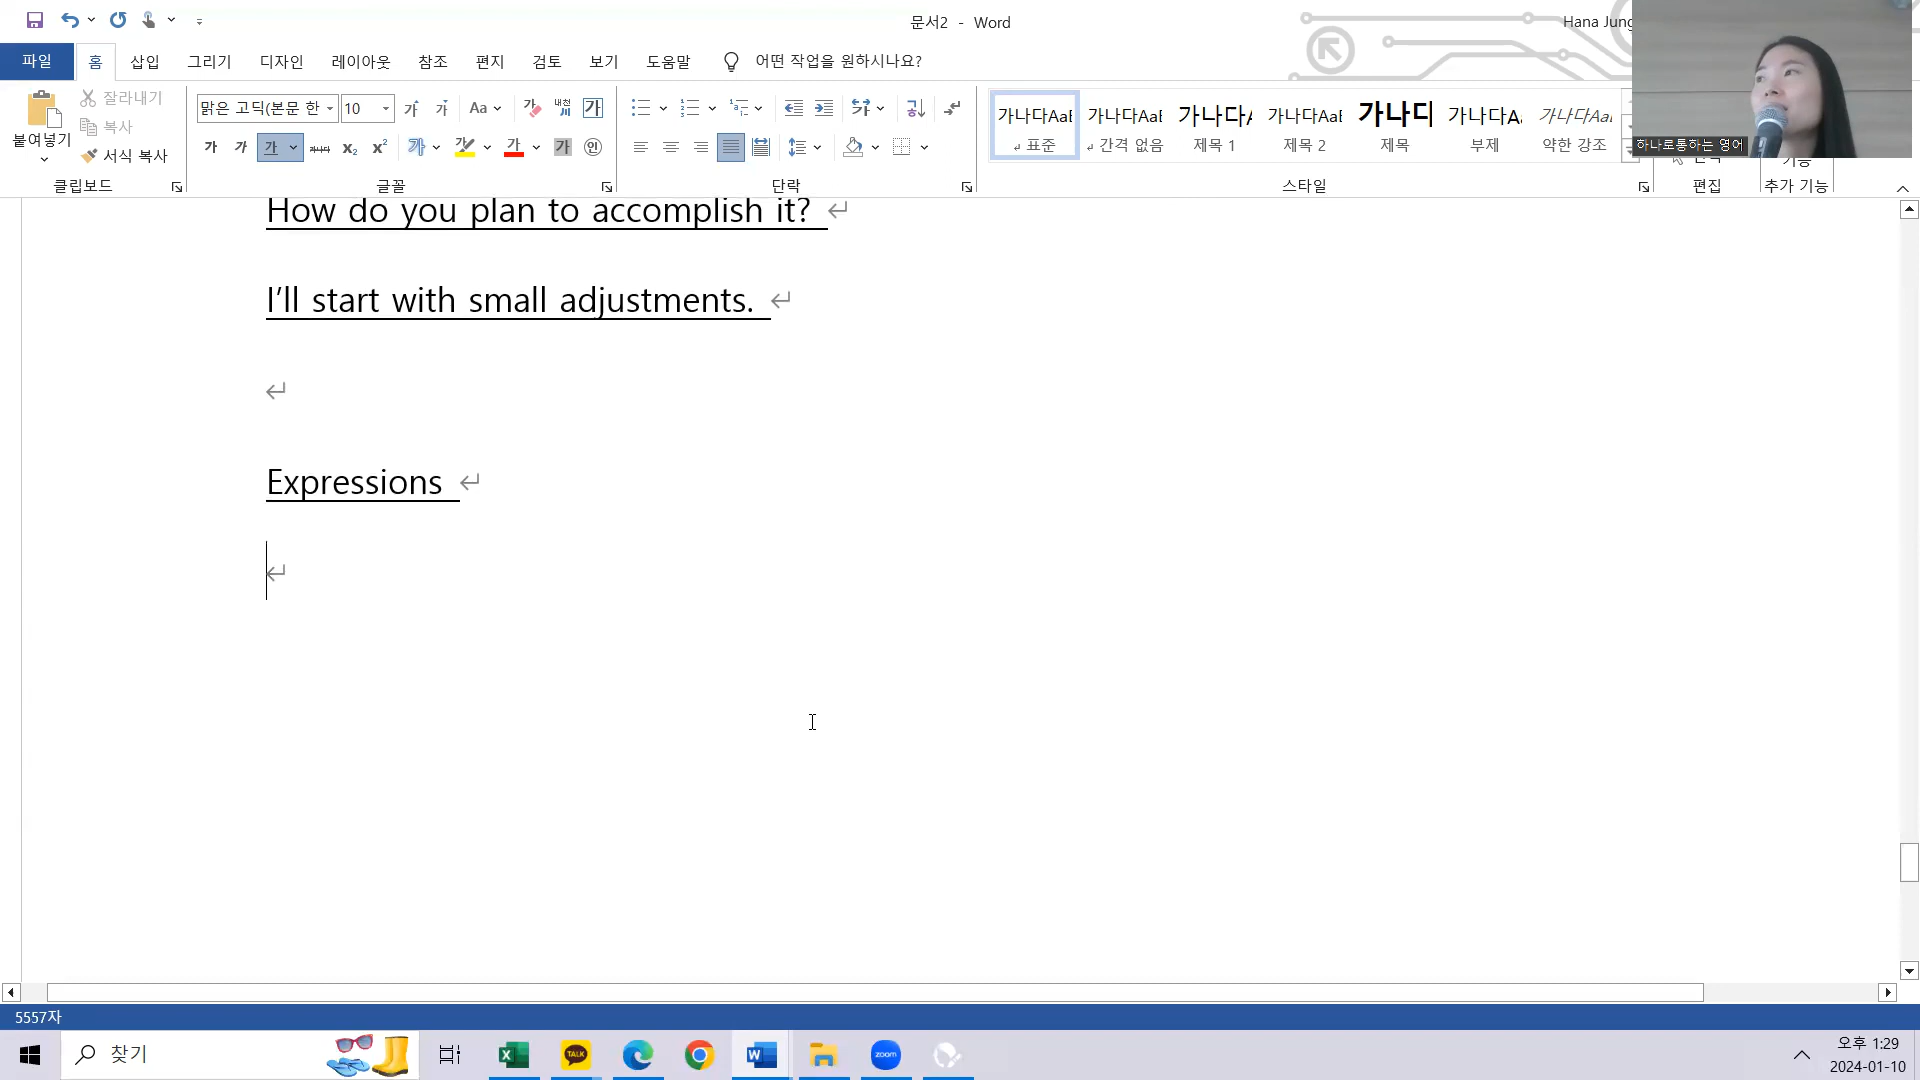 문서2 - Word
Hana Jung
파일 홈 삽입 그리기 디자인 레이아웃 참조 편지 검토 보기 도움말 어떤 작업을 원하시나요?
붙여넣기
잘라내기
복사
서식 복사
클립보드
맑은 고딕(본문 한 10
글꼴
단락
가나다AaB 표준
가나다AaB 간격 없음
가나다 제목 1
가나다AaB 제목 2
가나다 제목
가나다Aa 부제
가나다Aa 약한 강조
스타일
편집
추가 기능
하나로통하는 영어
How do you plan to accomplish it?
I'll start with small adjustments.
Expressions
5557자
찾기
TALK
zoom
오후 1:29
2024-01-10